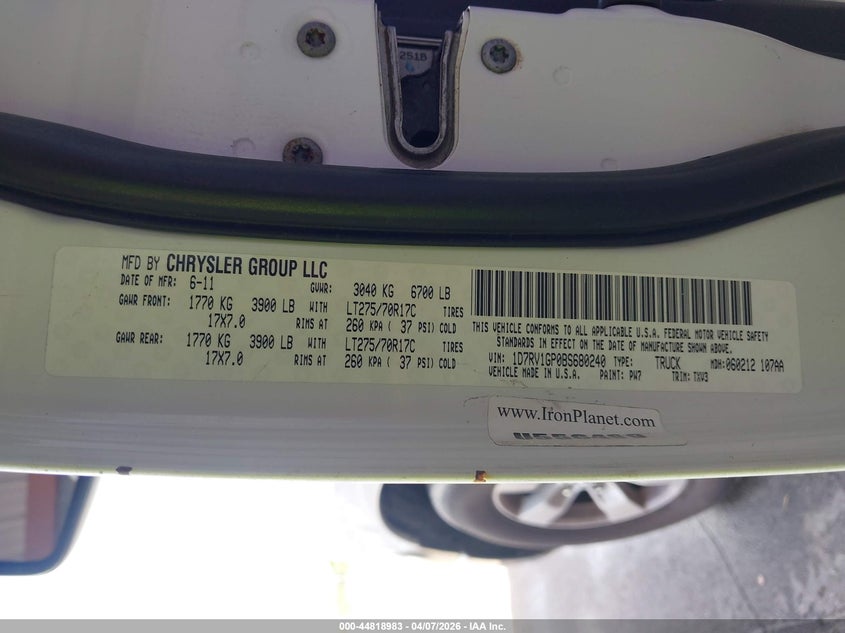 251B
MFD BY CHRYSLER GROUP LLC
DATE OF MFR: 6-11 GVWR: 3040 KG 6700 LB
GAWR FRONT: 1770 KG 3900 LB WITH LT275/70R17C TIRES
17X7.0 RIMS AT 260 KPA ( 37 PSI) COLD
GAWR REAR: 1770 KG 3900 LB WITH LT275/70R17C TIRES
17X7.0 RIMS AT 260 KPA ( 37 PSI) COLD
THIS VEHICLE CONFORMS TO ALL APPLICABLE U.S.A. FEDERAL MOTOR VEHICLE SAFETY
STANDARDS IN EFFECT ON THE DATE OF MANUFACTURE SHOWN ABOVE.
VIN: 1D7RV1GP0BS680240 TYPE: TRUCK MDH:060212 107AA
VEHICLE MADE IN U.S.A. PAINT: PW7 TRIM: TXV3
www.IronPlanet.com
000-44818983 - 04/07/2026 - IAA Inc.